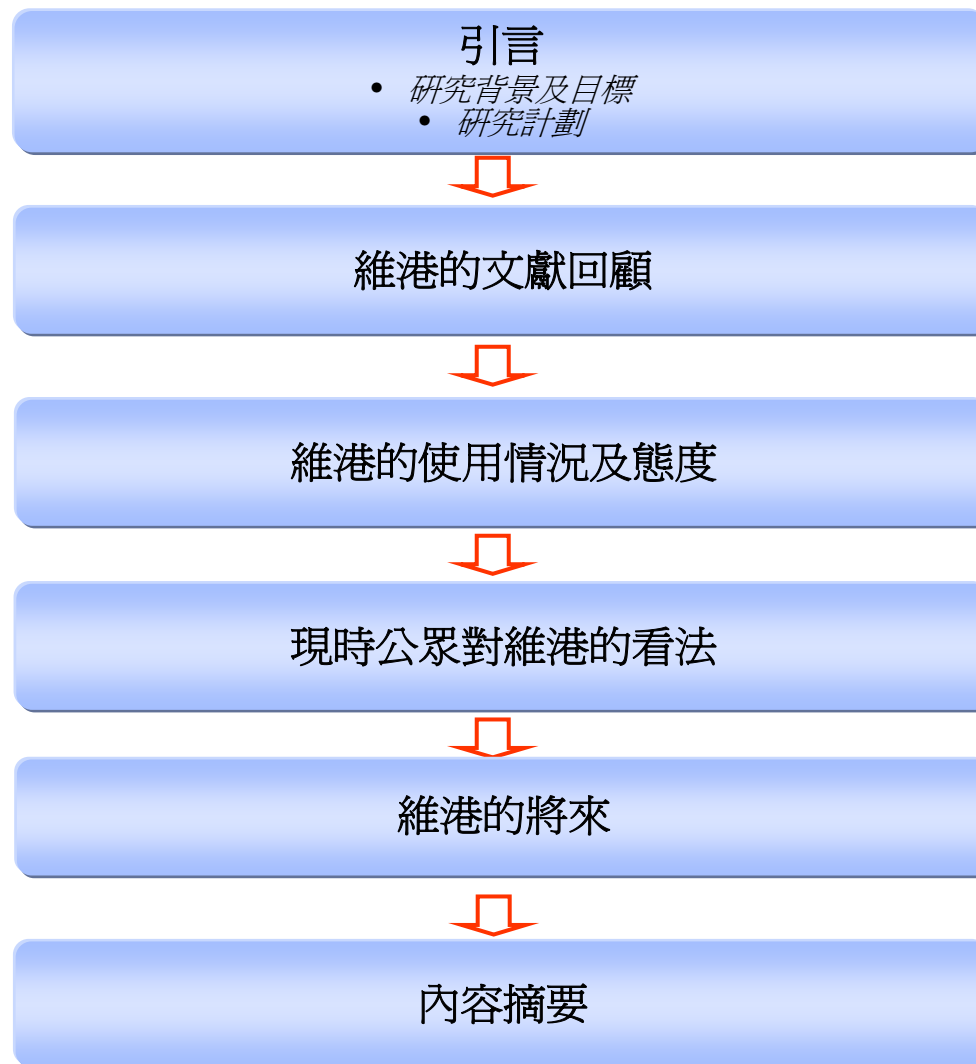 引言
• 研究背景及目標
• 研究計劃
維港的文獻回顧
維港的使用情況及態度
現時公眾對維港的看法
維港的將來
內容摘要